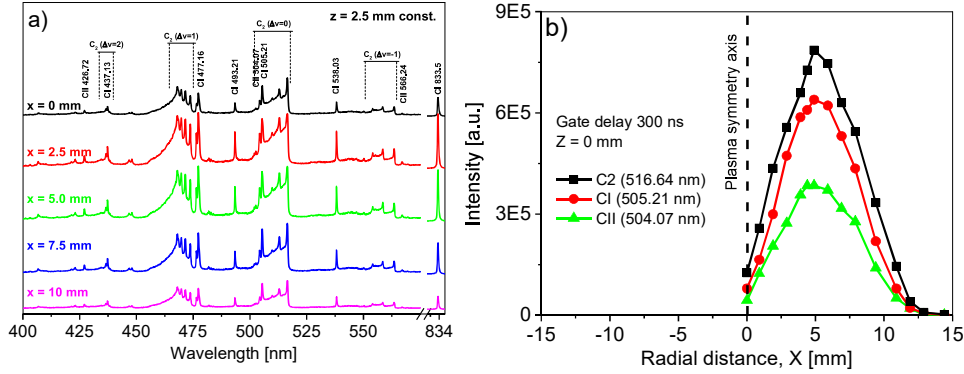 a)
z = 2.5 mm const.
C₂ (Δv=2)
C₂ (Δv=1)
C₂ (Δv=0)
C₂ (Δv=-1)
CII 426.72
CI 437.13
CI 477.16
CI 493.21
CII 504.07
CI 505.21
CI 538.03
CII 566.24
CI 833.5
x = 0 mm
x = 2.5 mm
x = 5.0 mm
x = 7.5 mm
x = 10 mm
400 425 450 475 500 525 550 834
Wavelength [nm]
b)
9E5
6E5
3E5
0
Intensity [a.u.]
Plasma symmetry axis
Gate delay 300 ns
Z = 0 mm
C2 (516.64 nm)
CI (505.21 nm)
CII (504.07 nm)
-15 -10 -5 0 5 10 15
Radial distance, X [mm]